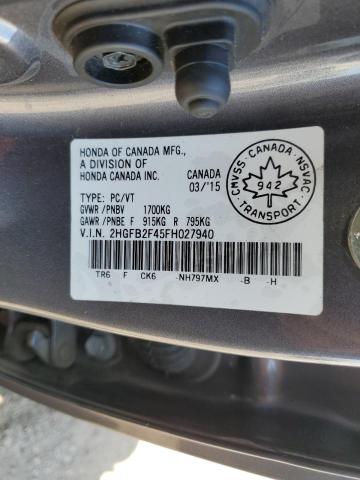 HONDA OF CANADA MFG.,
A DIVISION OF
HONDA CANADA INC.
CANADA
03/'15
TYPE: PC/VT
GVWR/PNBV 1700KG
GAWR/PNBE F 915KG R 795KG
V.I.N. 2HGFB2F45FH027940
TR6 F CK6 -NH797MX -B -H
CMVSS - CANADA - NSVAC
942
TRANSPORT